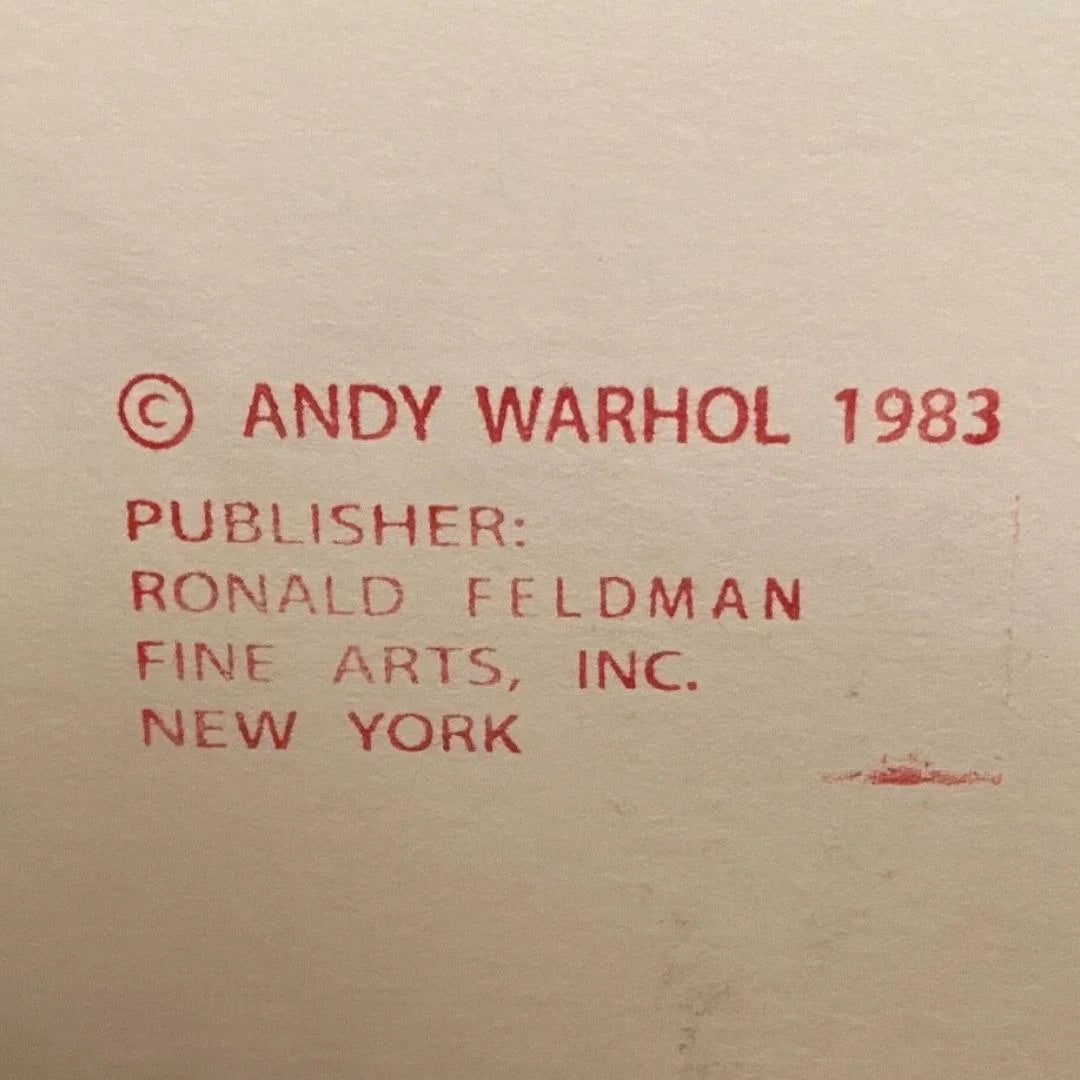 © ANDY WARHOL 1983
PUBLISHER:
RONALD FELDMAN
FINE ARTS, INC.
NEW YORK